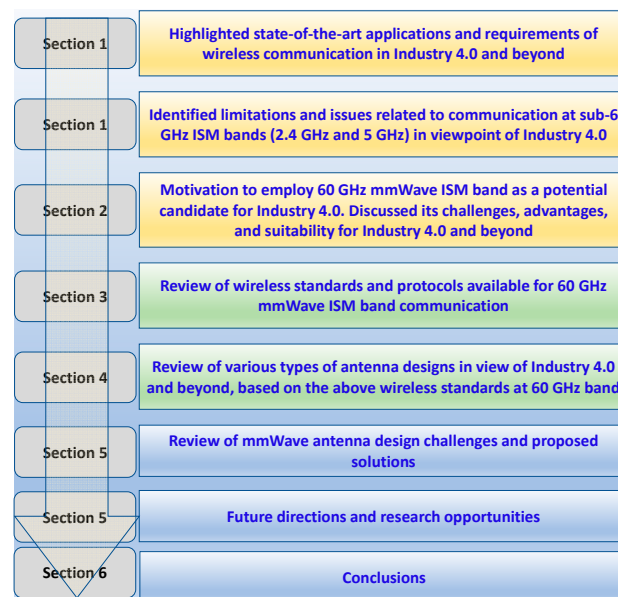 Section 1
Highlighted state-of-the-art applications and requirements of
wireless communication in Industry 4.0 and beyond
Section 1
Identified limitations and issues related to communication at sub-6
GHz ISM bands (2.4 GHz and 5 GHz) in viewpoint of Industry 4.0
Section 2
Motivation to employ 60 GHz mmWave ISM band as a potential
candidate for Industry 4.0. Discussed its challenges, advantages,
and suitability for Industry 4.0 and beyond
Section 3
Review of wireless standards and protocols available for 60 GHz
mmWave ISM band communication
Section 4
Review of various types of antenna designs in view of Industry 4.0
and beyond, based on the above wireless standards at 60 GHz band
Section 5
Review of mmWave antenna design challenges and proposed
solutions
Section 5
Future directions and research opportunities
Section 6
Conclusions